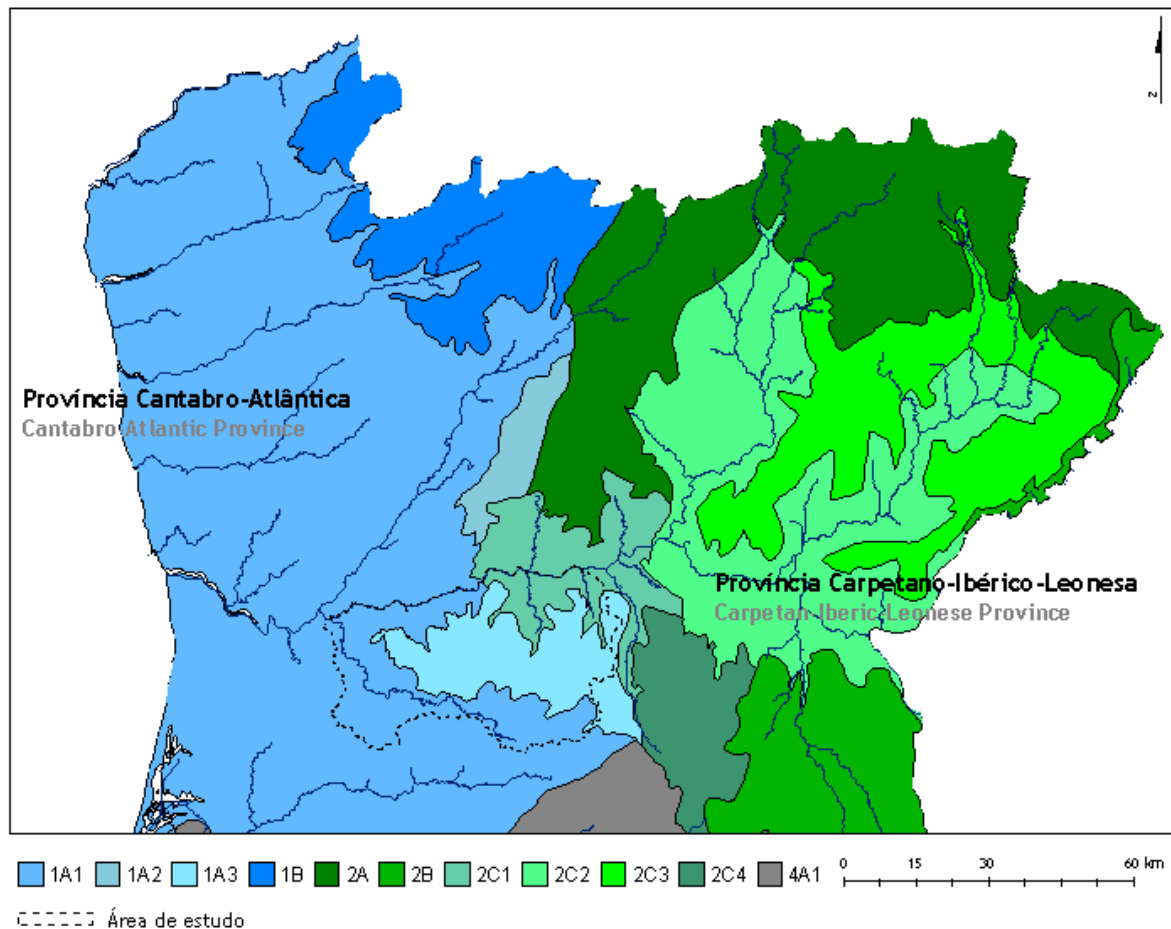 z
Província Cantabro-Atlântica
Cantabro Atlantic Province
Província Carpetano-Ibérico-Leonesa
Carpetan-Iberic Leonese Province
1A1 1A2 1A3 1B 2A 2B 2C1 2C2 2C3 2C4 4A1 0 15 30 60 km
Área de estudo